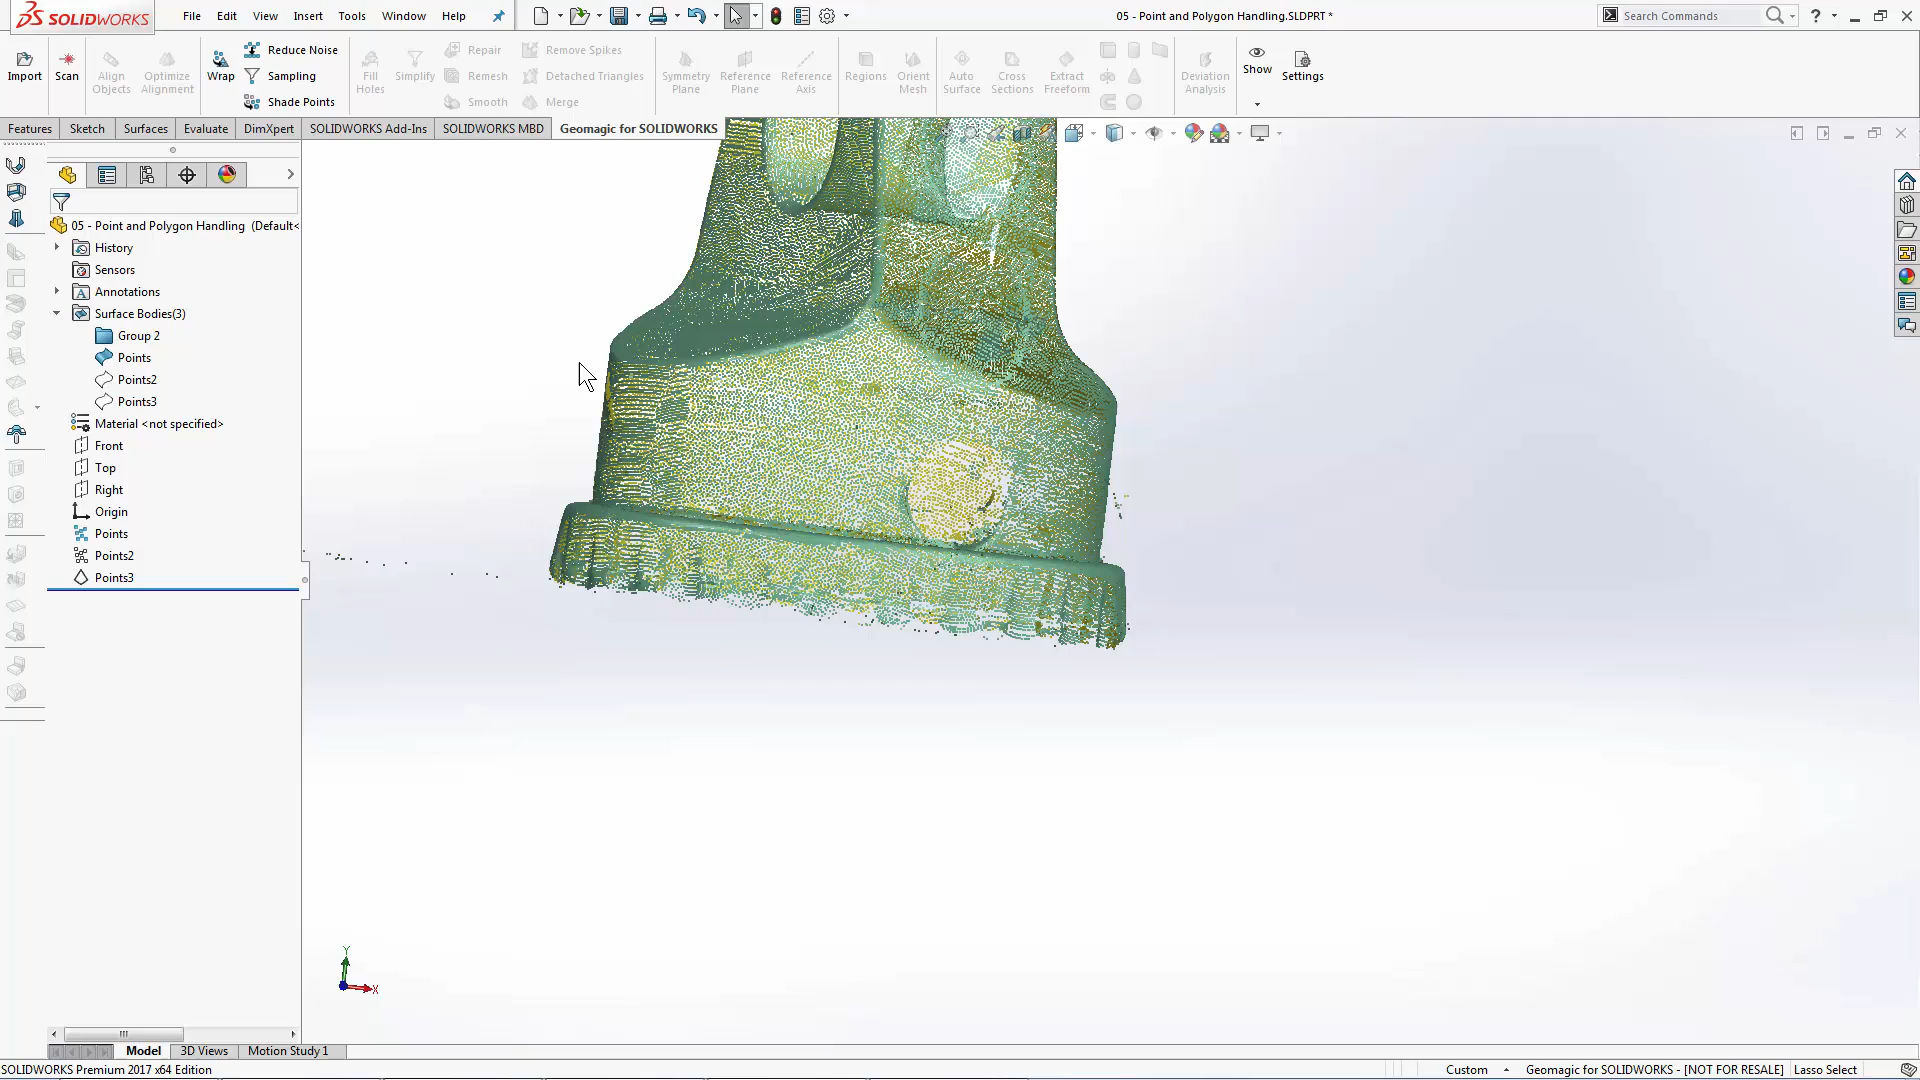 SOLIDWORKS
File Edit View Insert Tools Window Help
05 - Point and Polygon Handling.SLDPRT *
Search Commands
?
Import
Scan
Align Objects
Optimize Alignment
Wrap
Reduce Noise
Sampling
Shade Points
Fill Holes
Simplify
Repair
Remesh
Smooth
Remove Spikes
Detached Triangles
Merge
Symmetry Plane
Reference Plane
Reference Axis
Regions
Orient Mesh
Auto Surface
Cross Sections
Extract Freeform
Deviation Analysis
Show
Settings
Features Sketch Surfaces Evaluate DimXpert SOLIDWORKS Add-Ins SOLIDWORKS MBD Geomagic for SOLIDWORKS
05 - Point and Polygon Handling (Default<
History
Sensors
Annotations
Surface Bodies(3)
Group 2
Points
Points2
Points3
Material <not specified>
Front
Top
Right
Origin
Points
Points2
Points3
Y
X
Model 3D Views Motion Study 1
SOLIDWORKS Premium 2017 x64 Edition
Custom
Geomagic for SOLIDWORKS - [NOT FOR RESALE]
Lasso Select